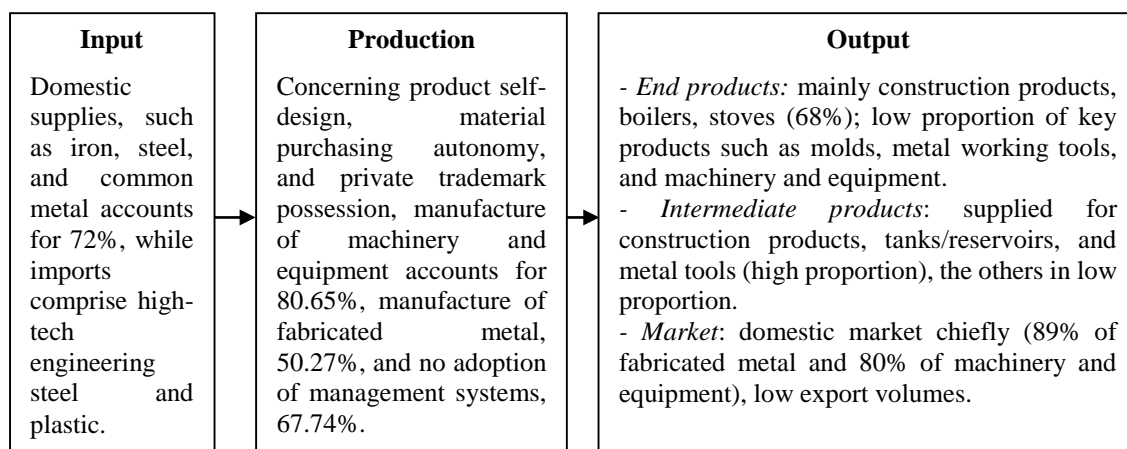 Input
Domestic
supplies, such
as iron, steel,
and common
metal accounts
for 72%, while
imports
comprise high-
tech
engineering
steel and
plastic.
Production
Concerning product self-
design, material
purchasing autonomy,
and private trademark
possession, manufacture
of machinery and
equipment accounts for
80.65%, manufacture of
fabricated metal,
50.27%, and no adoption
of management systems,
67.74%.
Output
- End products: mainly construction products,
boilers, stoves (68%); low proportion of key
products such as molds, metal working tools,
and machinery and equipment.
- Intermediate products: supplied for
construction products, tanks/reservoirs, and
metal tools (high proportion), the others in low
proportion.
- Market: domestic market chiefly (89% of
fabricated metal and 80% of machinery and
equipment), low export volumes.